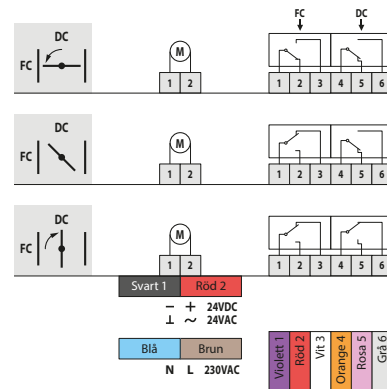 FC DC
DC
FC
M
1 2
1 2 3 4 5 6
DC
FC
M
1 2
1 2 3 4 5 6
DC
FC
M
1 2
1 2 3 4 5 6
Svart 1 Röd 2
− + 24VDC
⊥ ~ 24VAC
Blå Brun
N L 230VAC
Violett 1
Röd 2
Vit 3
Orange 4
Rosa 5
Grå 6